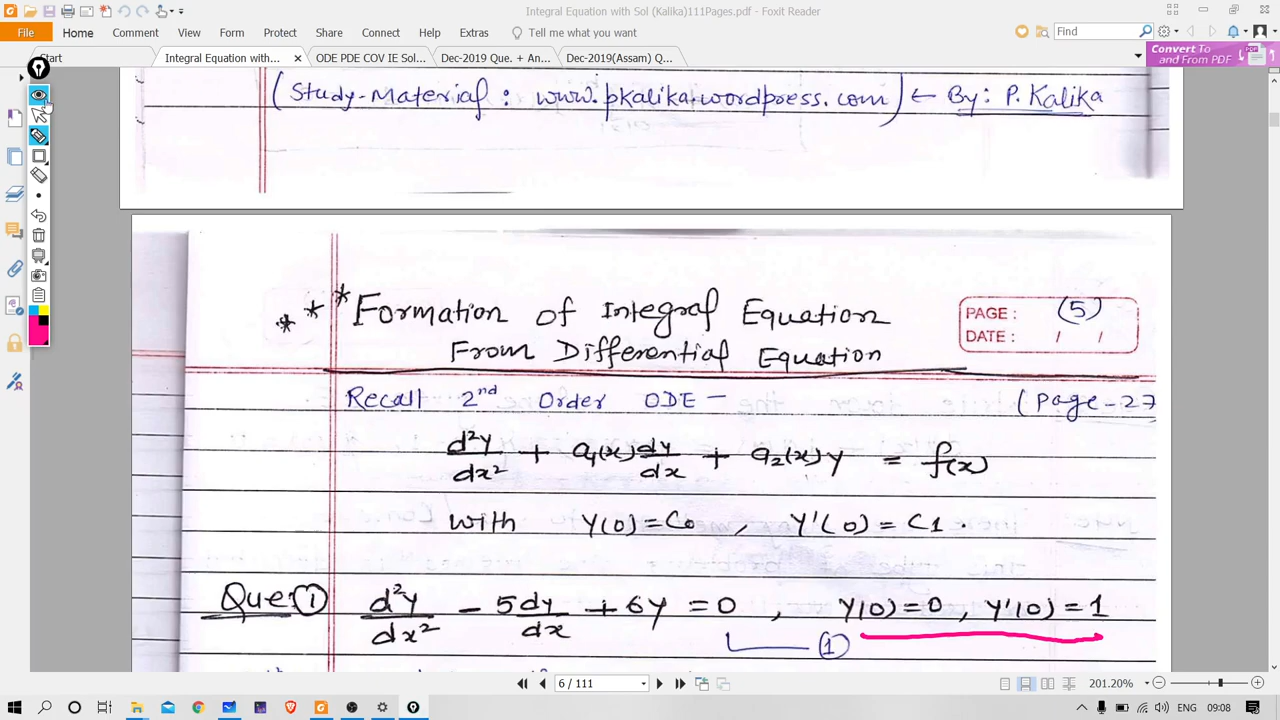 Integral Equation with Sol (Kalika)111Pages.pdf - Foxit Reader
File Home Comment View Form Protect Share Connect Help Extras Tell me what you want Find
Start Integral Equation with... ODE PDE COV IE Sol... Dec-2019 Que. + An... Dec-2019(Assam) Q...
Convert To
and From PDF
(Study-Material : www.pkalika.wordpress.com) ← By: P. Kalika
** *Formation of Integral Equation
From Differential Equation
PAGE : (5)
DATE : / /
Recall 2nd Order ODE - (Page-27
d²y/dx² + a₁(x)dy/dx + a₂(x)y = f(x)
with y(0)=C₀ , y'(0)=C1.
Que:① d²y/dx² - 5dy/dx + 6y = 0 , y(0)=0 , y'(0)=1
①
6 / 111
201.20%
ENG 09:08